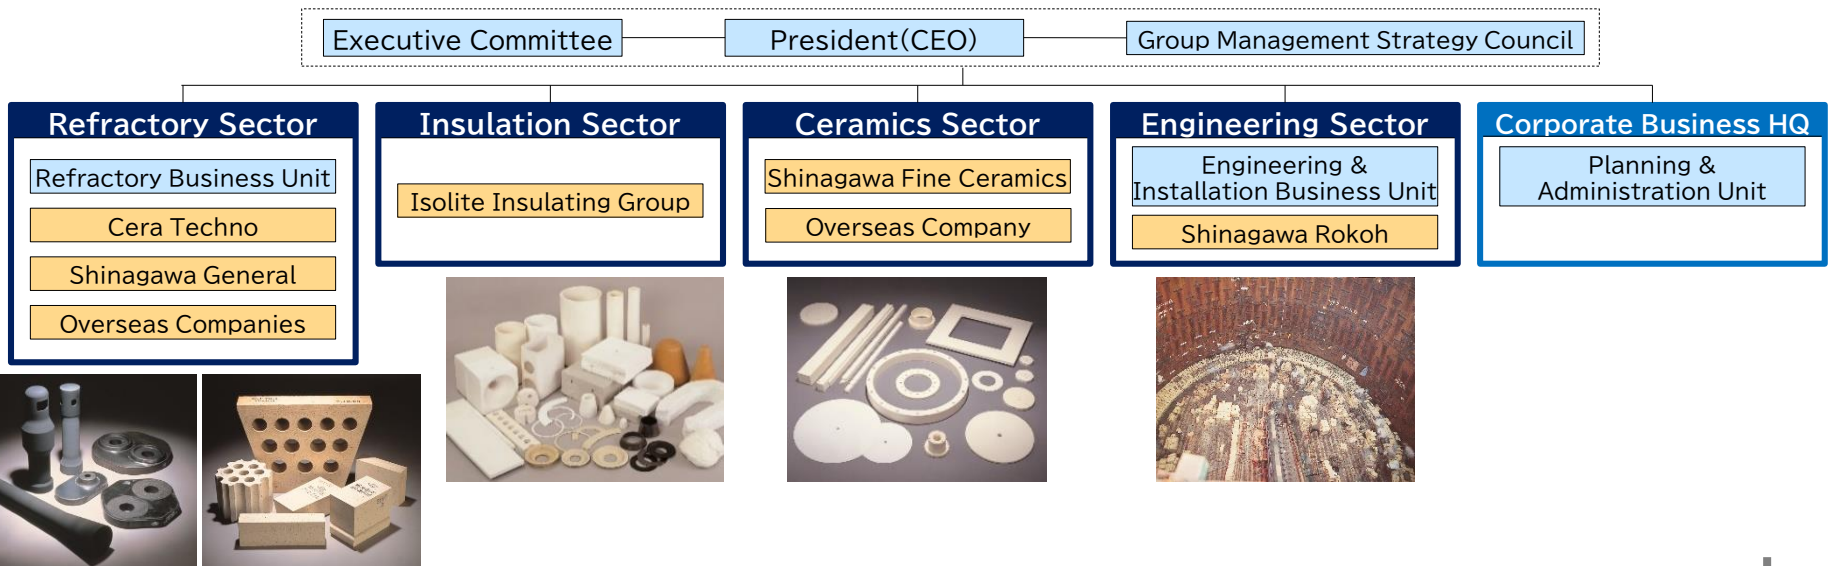 Executive Committee
President(CEO)
Group Management Strategy Council
Refractory Sector
Refractory Business Unit
Cera Techno
Shinagawa General
Overseas Companies
Insulation Sector
Isolite Insulating Group
Ceramics Sector
Shinagawa Fine Ceramics
Overseas Company
Engineering Sector
Engineering &
Installation Business Unit
Shinagawa Rokoh
Corporate Business HQ
Planning &
Administration Unit